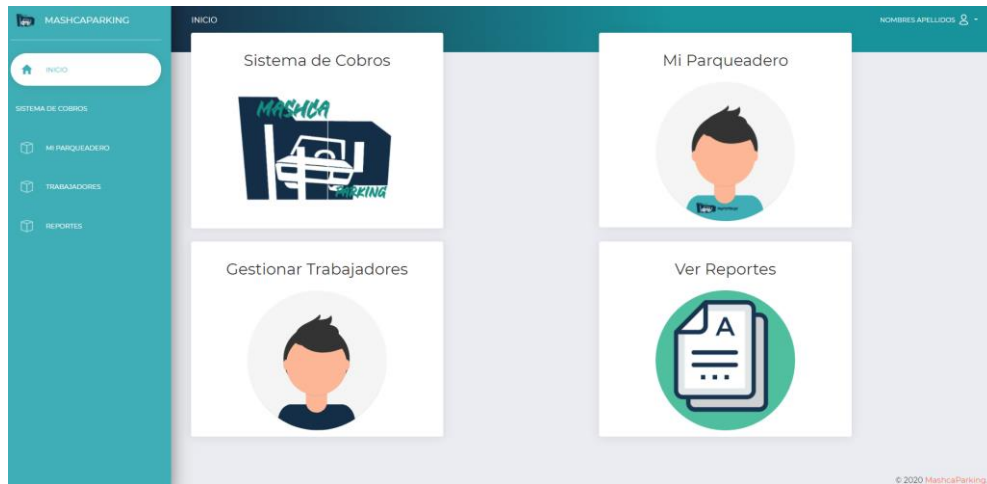 MASHCAPARKING
INICIO
SISTEMA DE COBROS
MI PARQUEADERO
TRABAJADORES
REPORTES
INICIO
NOMBRES APELLIDOS
Sistema de Cobros
MASHCA
PARKING
Mi Parqueadero
Gestionar Trabajadores
Ver Reportes
A
© 2020 MashcaParking